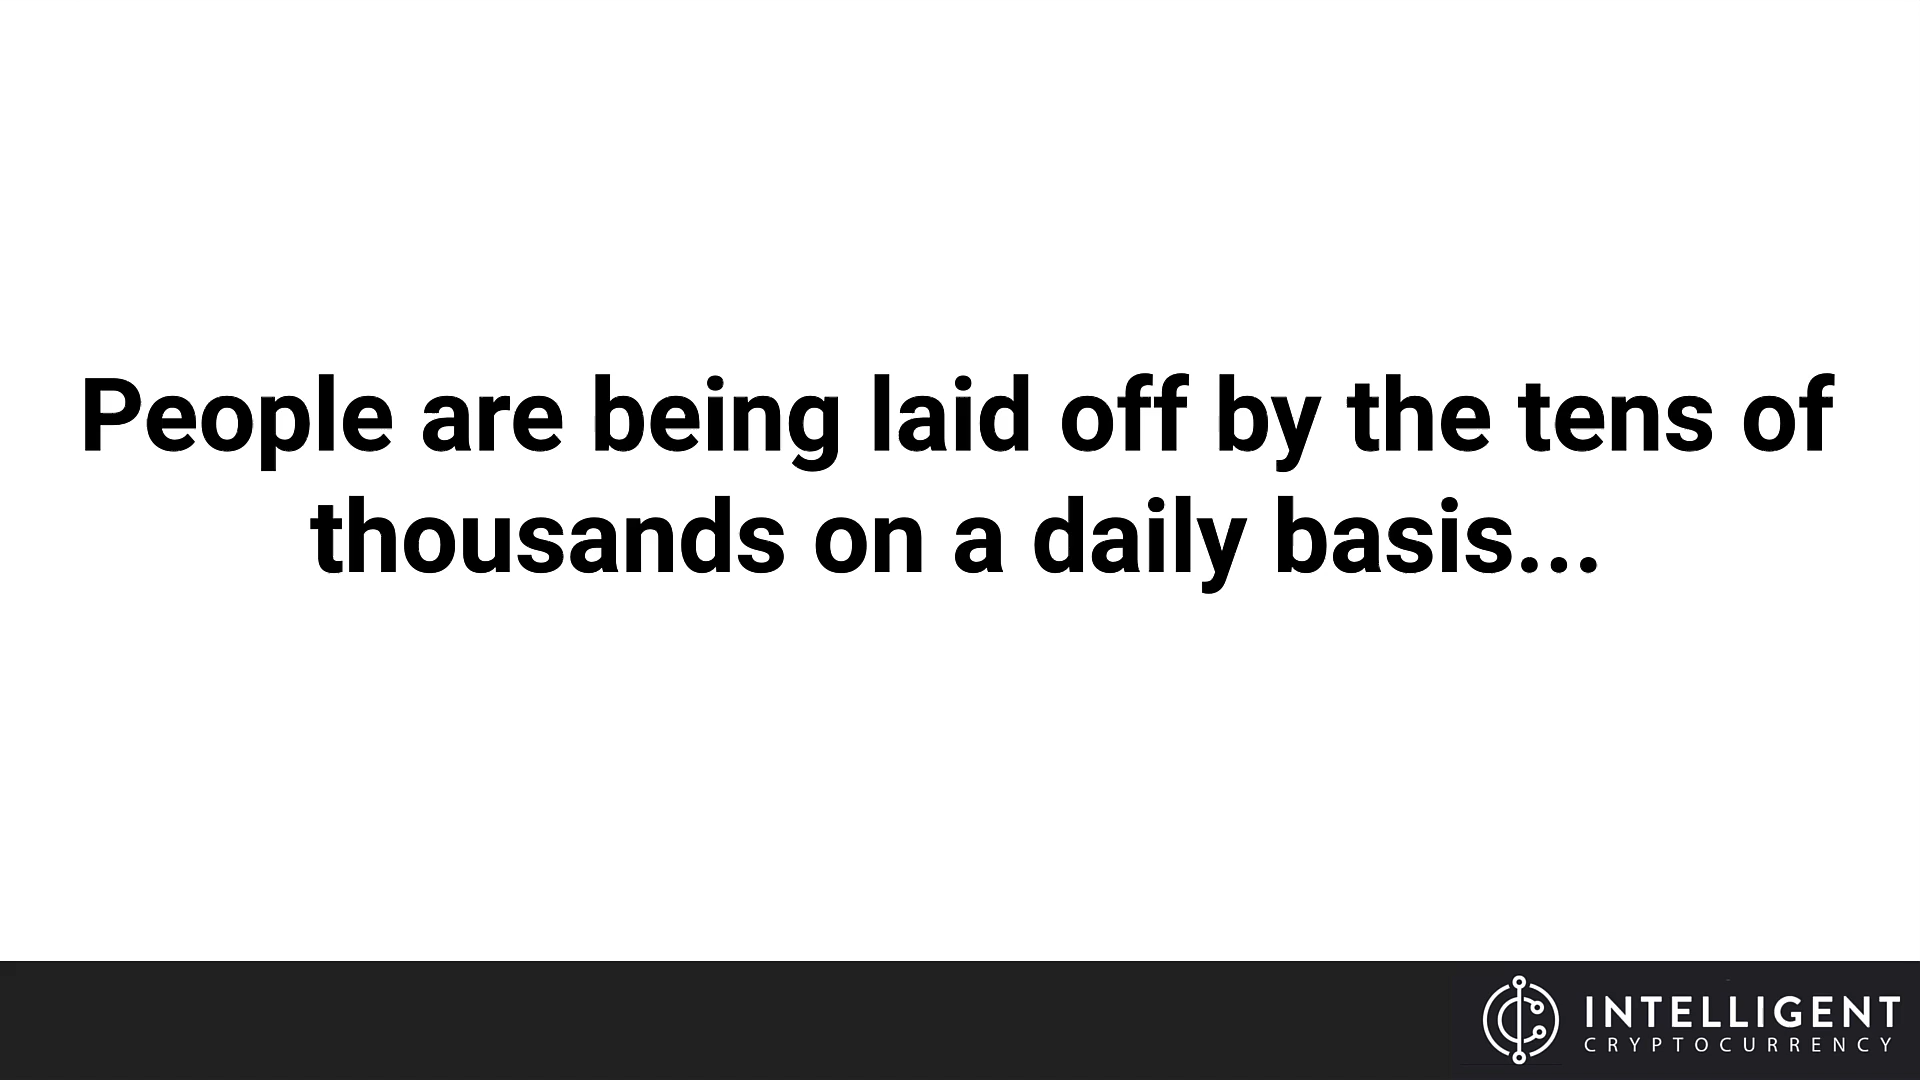 People are being laid off by the tens of
thousands on a daily basis...
INTELLIGENT
CRYPTOCURRENCY